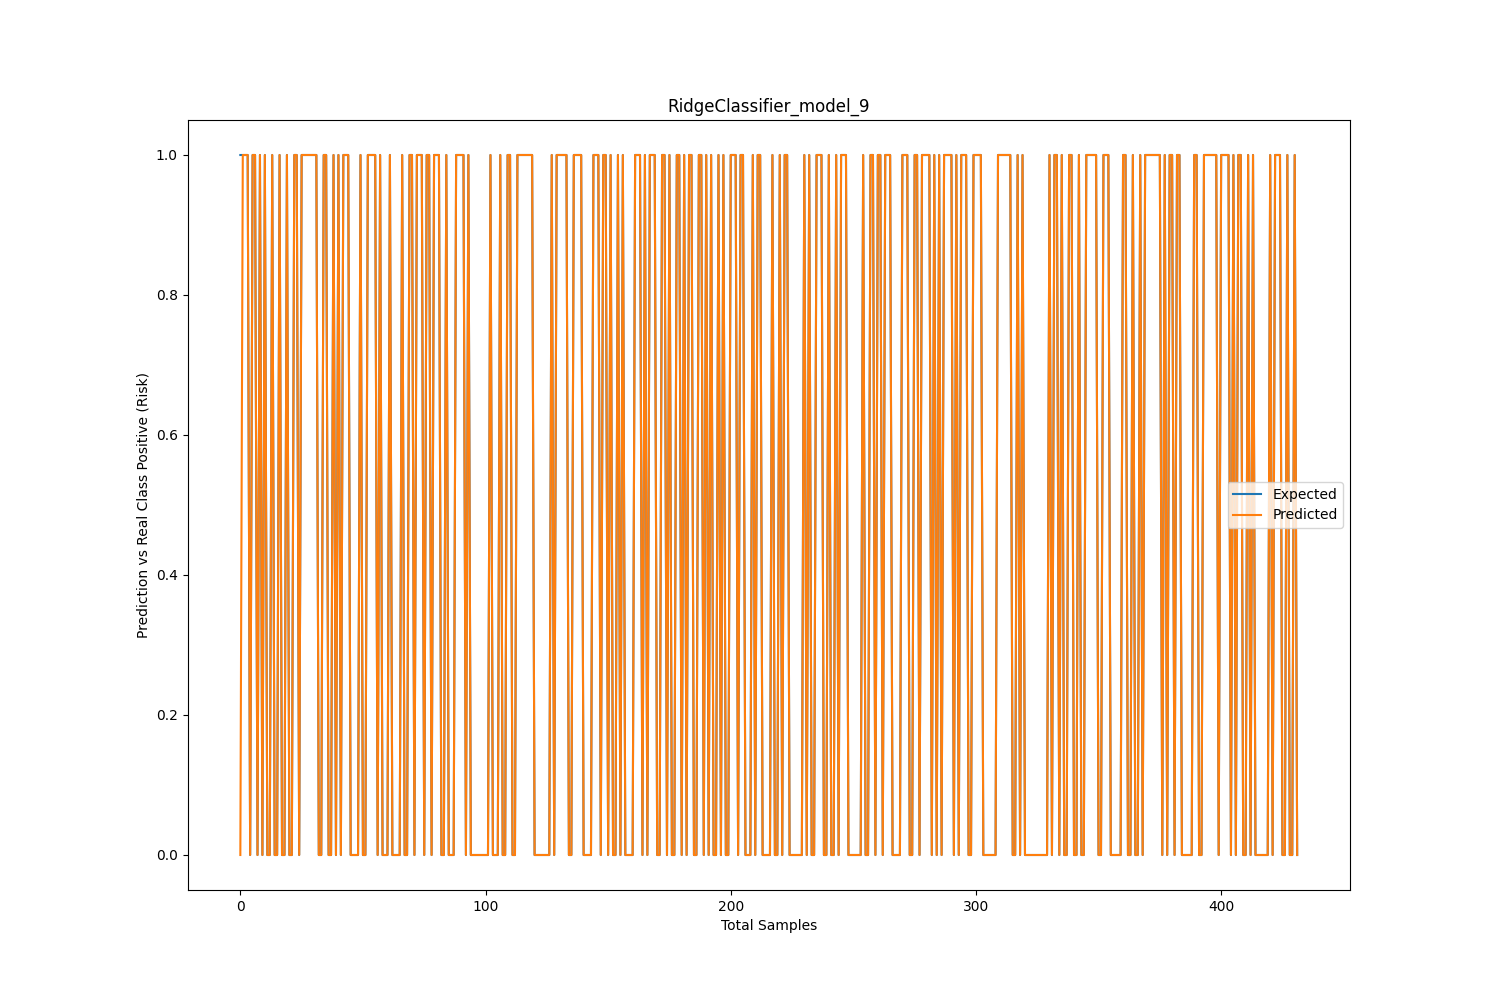 RidgeClassifier_model_9
1.0
0.8
0.6
0.4
0.2
0.0
Prediction vs Real Class Positive (Risk)
Expected
Predicted
0
100
200
300
400
Total Samples